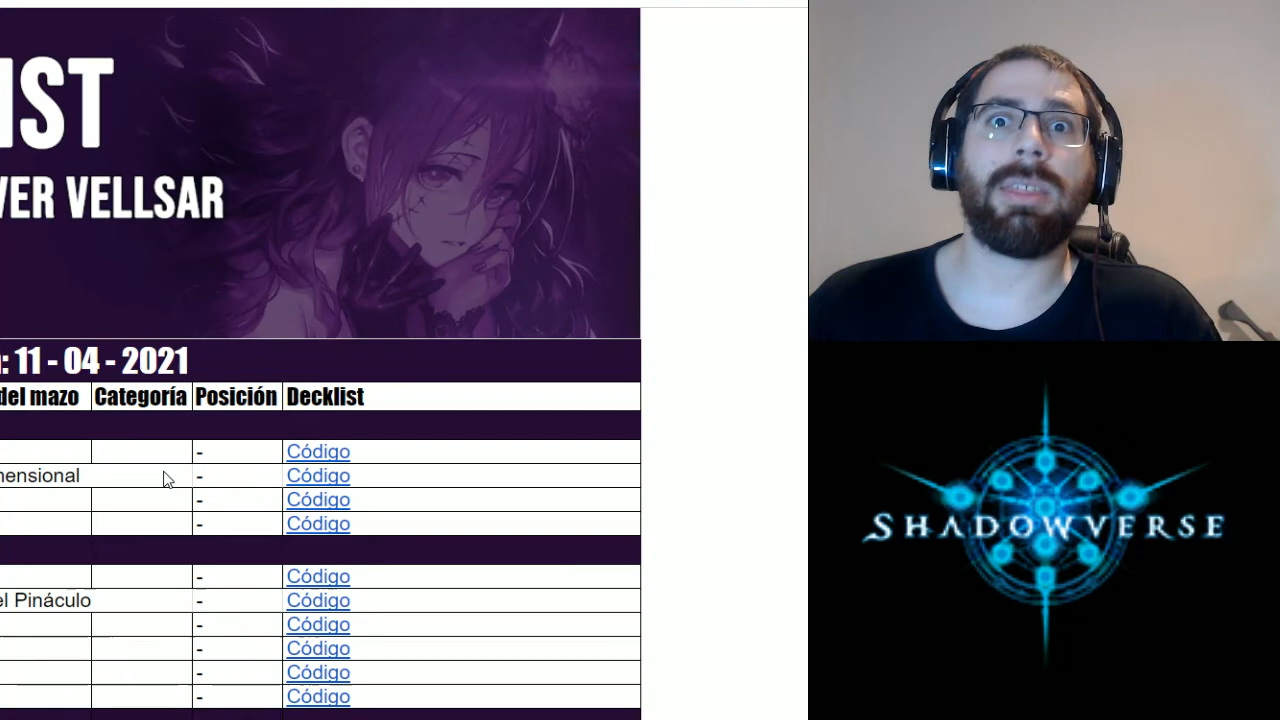 IST
VER VELLSAR
: 11 - 04 - 2021
del mazo Categoría Posición Decklist
- Código
mensional - Código
- Código
- Código
- Código
el Pináculo - Código
- Código
- Código
- Código
- Código
SHADOWVERSE